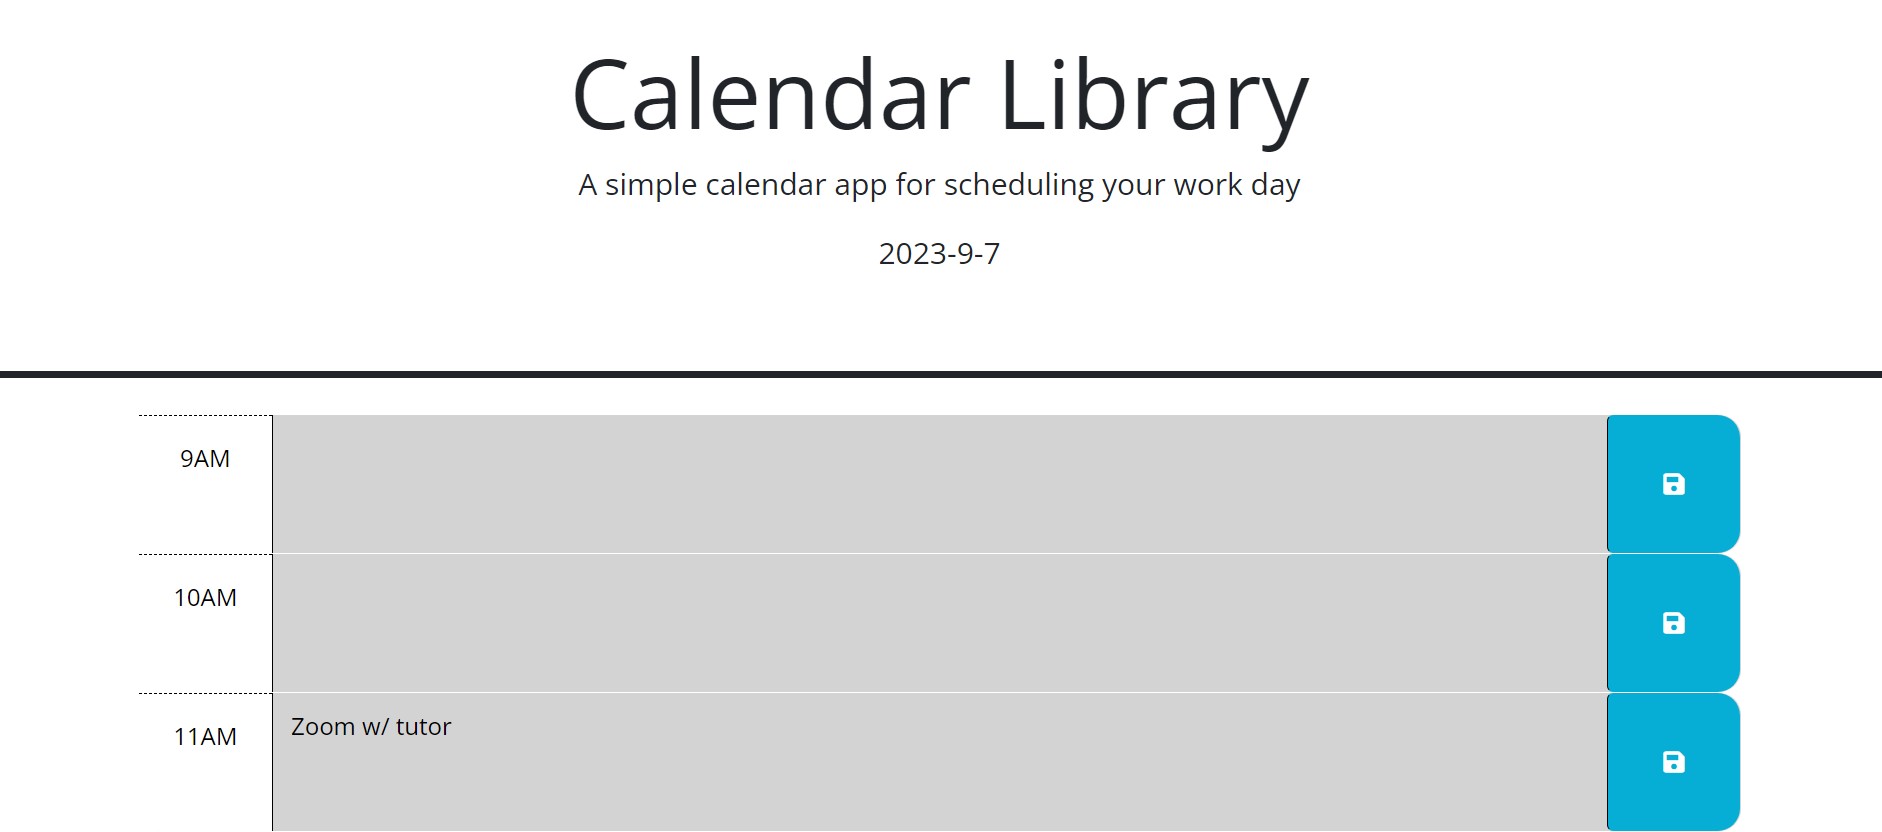 Calendar Library
A simple calendar app for scheduling your work day
2023-9-7
9AM
10AM
11AM
Zoom w/ tutor